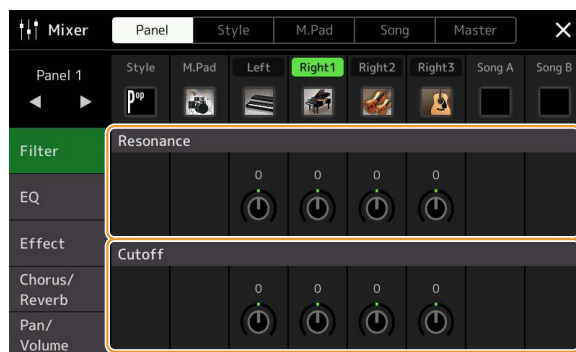 Mixer
Panel Style M.Pad Song Master
Panel 1
Style M.Pad Left Right1 Right2 Right3 Song A Song B
Pop
Filter
Resonance
0 0 0 0
EQ
Effect
Cutoff
Chorus/
Reverb
0 0 0 0
Pan/
Volume